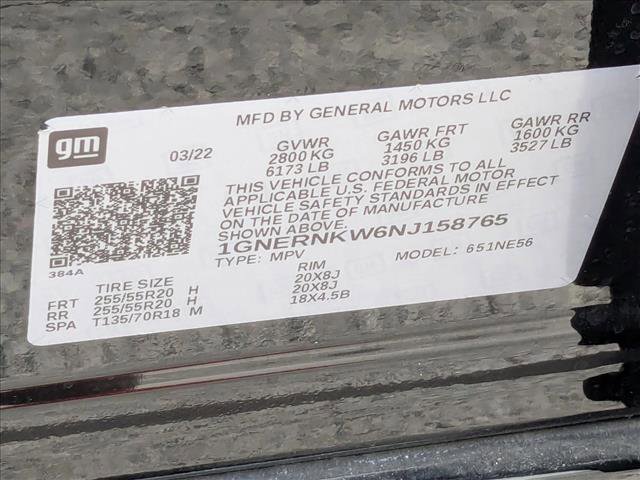 MFD BY GENERAL MOTORS LLC
gm
03/22
GVWR GAWR FRT GAWR RR
2800 KG 1450 KG 1600 KG
6173 LB 3196 LB 3527 LB
THIS VEHICLE CONFORMS TO ALL
APPLICABLE U.S. FEDERAL MOTOR
VEHICLE SAFETY STANDARDS IN EFFECT
ON THE DATE OF MANUFACTURE
SHOWN ABOVE.
1GNERNKW6NJ158765
TYPE: MPV MODEL: 651NE56
384A
TIRE SIZE RIM
FRT 255/55R20 H 20X8J
RR 255/55R20 H 20X8J
SPA T135/70R18 M 18X4.5B